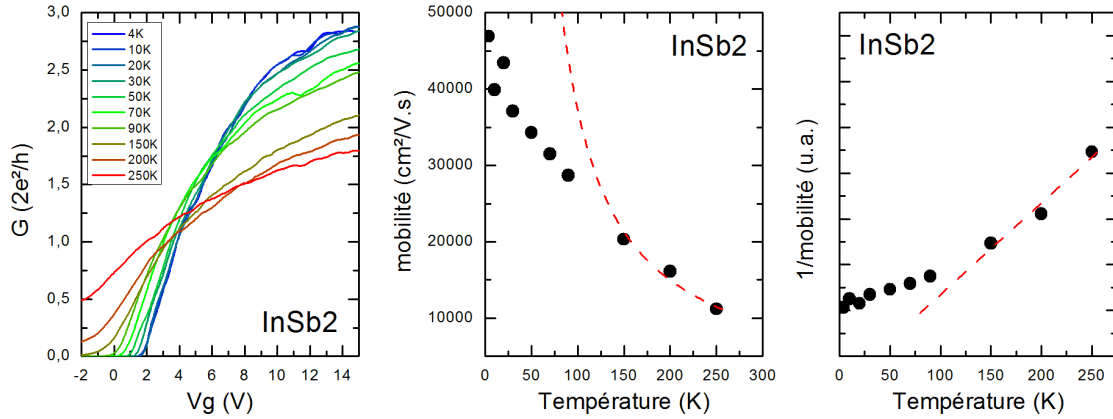 3,0
2,5
2,0
1,5
1,0
0,5
0,0
G (2e²/h)
4K
10K
20K
30K
50K
70K
90K
150K
200K
250K
InSb2
-2 0 2 4 6 8 10 12 14
Vg (V)
50000
40000
30000
20000
10000
mobilité (cm²/V.s)
InSb2
0 50 100 150 200 250 300
Température (K)
InSb2
1/mobilité (u.a.)
0 50 100 150 200 250
Température (K)